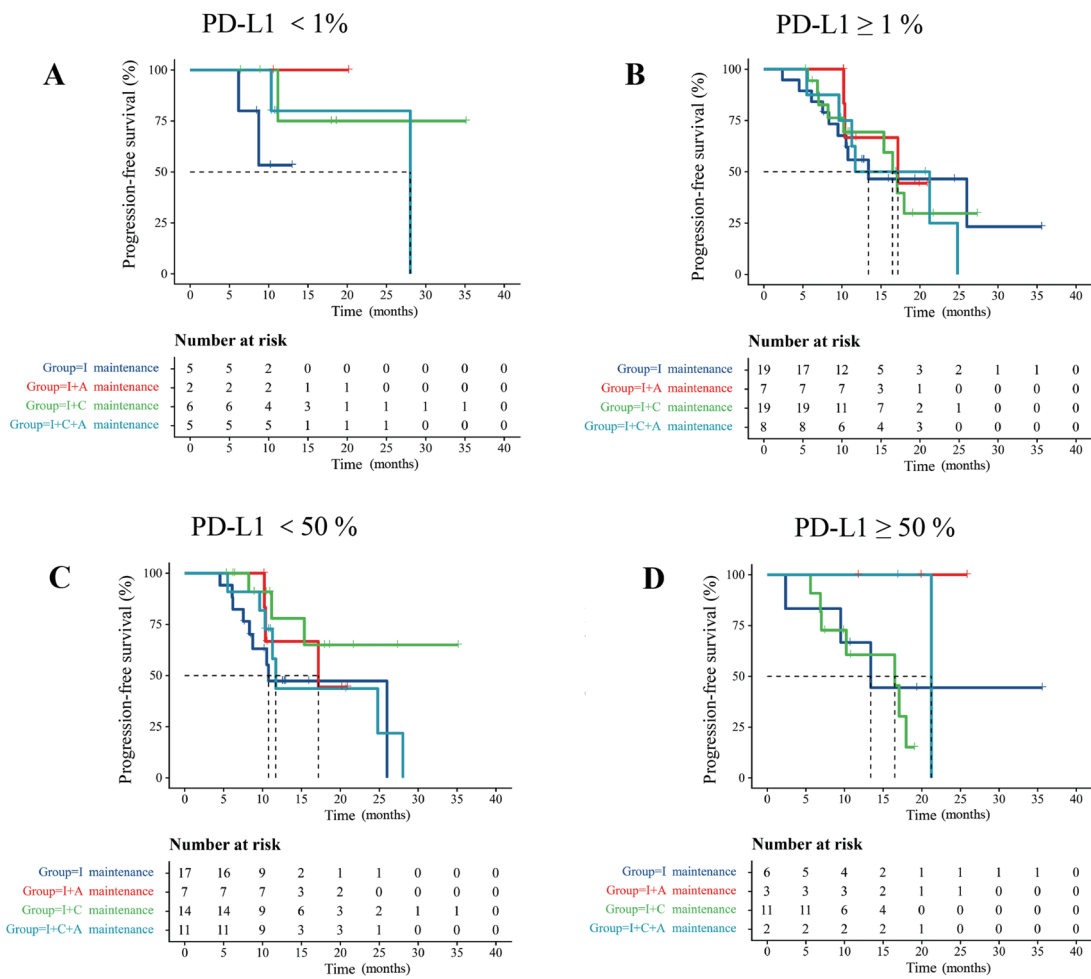 PD-L1 < 1%
A
Progression-free survival (%)
100
75
50
25
0
0 5 10 15 20 25 30 35 40
Time (months)
Number at risk
Group=I maintenance 5 5 2 0 0 0 0 0 0
Group=I+A maintenance 2 2 2 1 1 0 0 0 0
Group=I+C maintenance 6 6 4 3 1 1 1 1 0
Group=I+C+A maintenance 5 5 5 1 1 1 0 0 0
0 5 10 15 20 25 30 35 40
Time (months)
PD-L1 ≥ 1 %
B
Progression-free survival (%)
100
75
50
25
0
0 5 10 15 20 25 30 35 40
Time (months)
Number at risk
Group=I maintenance 19 17 12 5 3 2 1 1 0
Group=I+A maintenance 7 7 7 3 1 0 0 0 0
Group=I+C maintenance 19 19 11 7 2 1 0 0 0
Group=I+C+A maintenance 8 8 6 4 3 0 0 0 0
0 5 10 15 20 25 30 35 40
Time (months)
PD-L1 < 50 %
C
Progression-free survival (%)
100
75
50
25
0
0 5 10 15 20 25 30 35 40
Time (months)
Number at risk
Group=I maintenance 17 16 9 2 1 1 0 0 0
Group=I+A maintenance 7 7 7 3 2 0 0 0 0
Group=I+C maintenance 14 14 9 6 3 2 1 1 0
Group=I+C+A maintenance 11 11 9 3 3 1 0 0 0
0 5 10 15 20 25 30 35 40
Time (months)
PD-L1 ≥ 50 %
D
Progression-free survival (%)
100
75
50
25
0
0 5 10 15 20 25 30 35 40
Time (months)
Number at risk
Group=I maintenance 6 5 4 2 1 1 1 1 0
Group=I+A maintenance 3 3 3 2 1 1 0 0 0
Group=I+C maintenance 11 11 6 4 0 0 0 0 0
Group=I+C+A maintenance 2 2 2 2 1 0 0 0 0
0 5 10 15 20 25 30 35 40
Time (months)